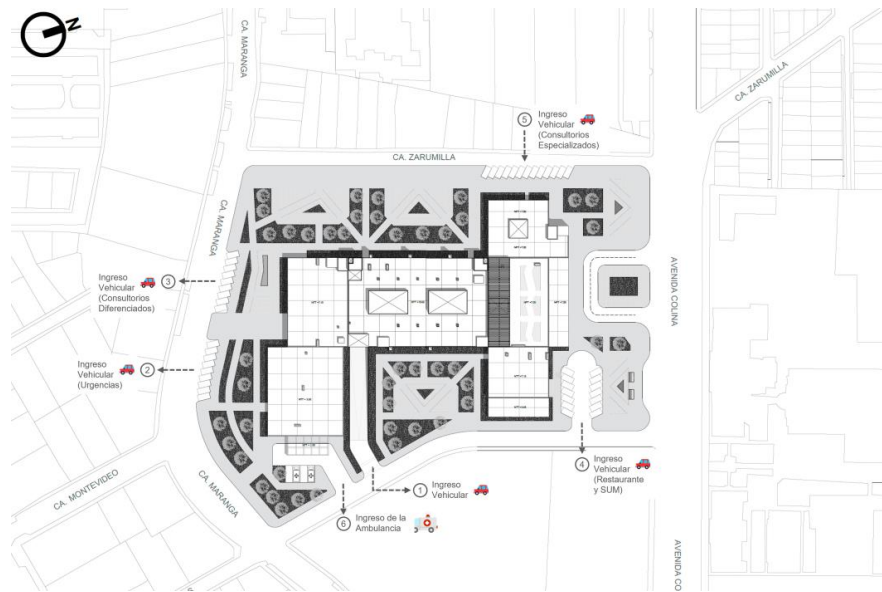 N
CA. MARANGA
CA. ZARUMILLA
5
Ingreso
Vehicular
(Consultorios
Especializados)
CA. ZARUMILLA
CA. MARANGA
3
Ingreso
Vehicular
(Consultorios
Diferenciados)
AVENIDA COLINA
2
Ingreso
Vehicular
(Urgencias)
4
Ingreso
Vehicular
(Restaurante
y SUM)
CA. MONTEVIDEO
CA. MARANGA
1
Ingreso
Vehicular
6
Ingreso de la
Ambulancia
AVENIDA CO